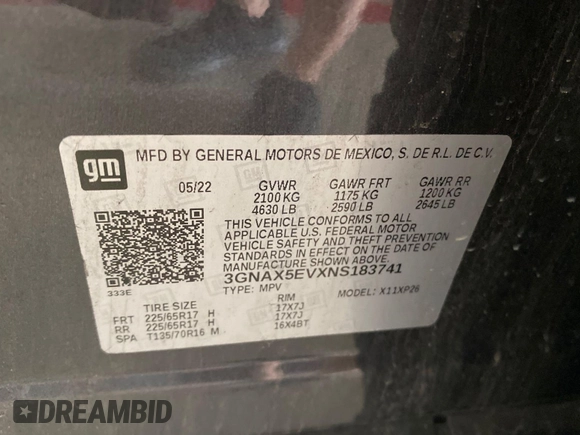 gm
MFD BY GENERAL MOTORS DE MEXICO, S. DE R.L. DE C.V.
05/22 GVWR GAWR FRT GAWR RR
2100 KG 1175 KG 1200 KG
4630 LB 2590 LB 2645 LB
THIS VEHICLE CONFORMS TO ALL
APPLICABLE U.S. FEDERAL MOTOR
VEHICLE SAFETY AND THEFT PREVENTION
STANDARDS IN EFFECT ON THE DATE OF
MANUFACTURE SHOWN ABOVE.
333E 3GNAX5EVXNS183741
TYPE: MPV MODEL: X11XP26
TIRE SIZE RIM
FRT 225/65R17 H 17X7J
RR 225/65R17 H 17X7J
SPA T135/70R16 M 16X4BT
DREAMBID